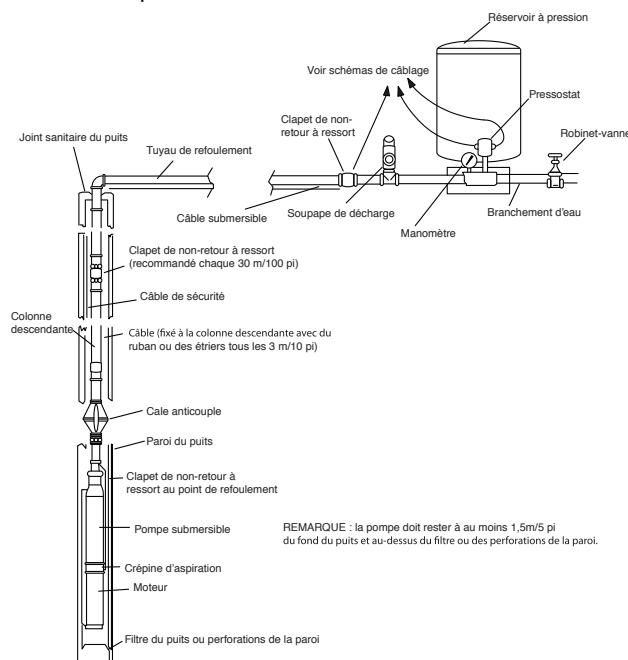 Réservoir à pression
Voir schémas de câblage
Pressostat
Clapet de non-
retour à ressort
Robinet-vanne
Joint sanitaire du puits
Tuyau de refoulement
Câble submersible
Soupape de décharge
Branchement d'eau
Manomètre
Clapet de non-retour à ressort
(recommandé chaque 30 m/100 pi)
Câble de sécurité
Colonne
descendante
Câble (fixé à la colonne descendante avec du
ruban ou des étriers tous les 3 m/10 pi)
Cale anticouple
Paroi du puits
Clapet de non-retour à
ressort au point de refoulement
Pompe submersible
REMARQUE : la pompe doit rester à au moins 1,5m/5 pi
du fond du puits et au-dessus du filtre ou des perforations de la paroi.
Crépine d'aspiration
Moteur
Filtre du puits ou perforations de la paroi